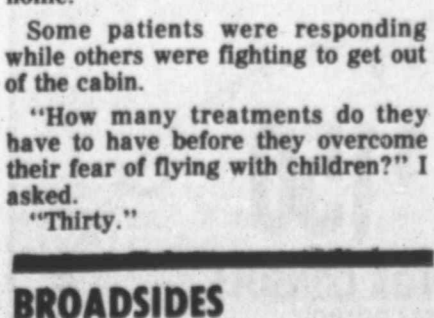 home.
Some patients were responding
while others were fighting to get out
of the cabin.
"How many treatments do they
have to have before they overcome
their fear of flying with children?" I
asked.
"Thirty."
BROADSIDES